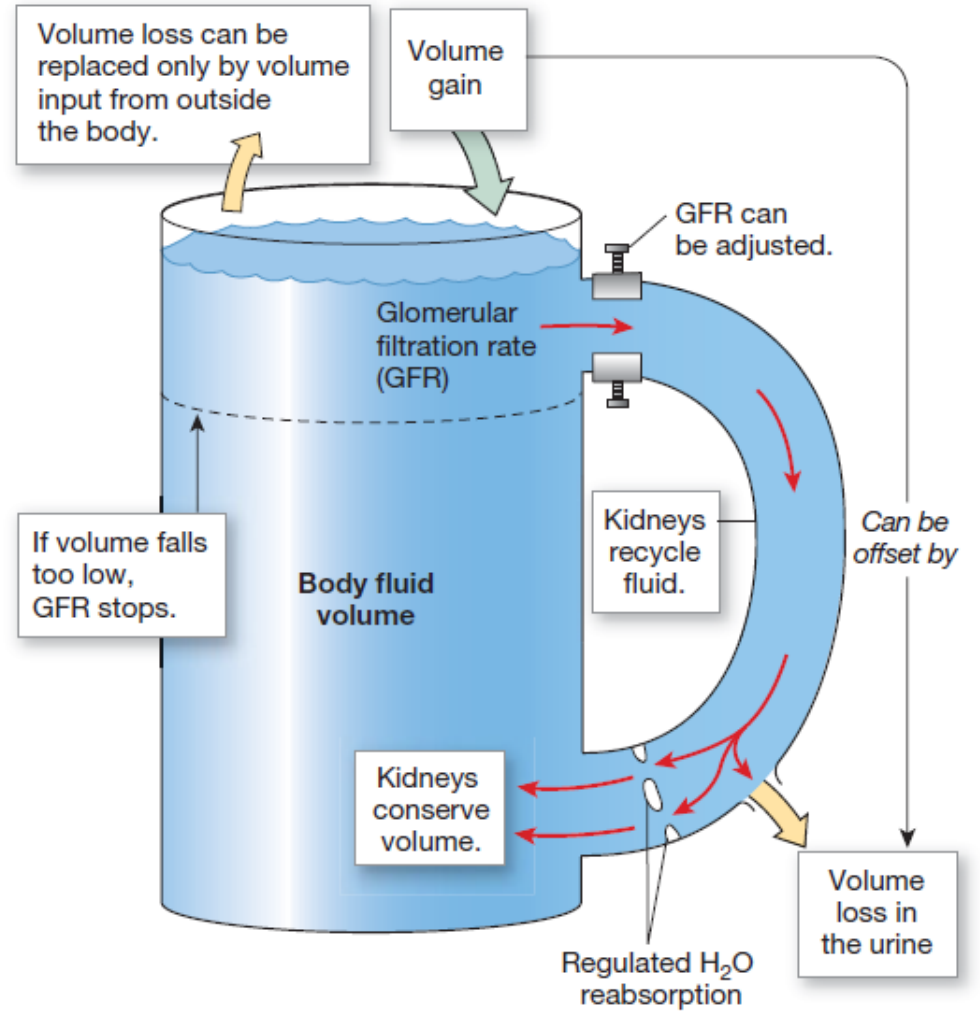 Volume loss can be
replaced only by volume
input from outside
the body.
Volume
gain
GFR can
be adjusted.
Glomerular
filtration rate
(GFR)
If volume falls
too low,
GFR stops.
Body fluid
volume
Kidneys
recycle
fluid.
Can be
offset by
Kidneys
conserve
volume.
Volume
loss in
the urine
Regulated H₂O
reabsorption